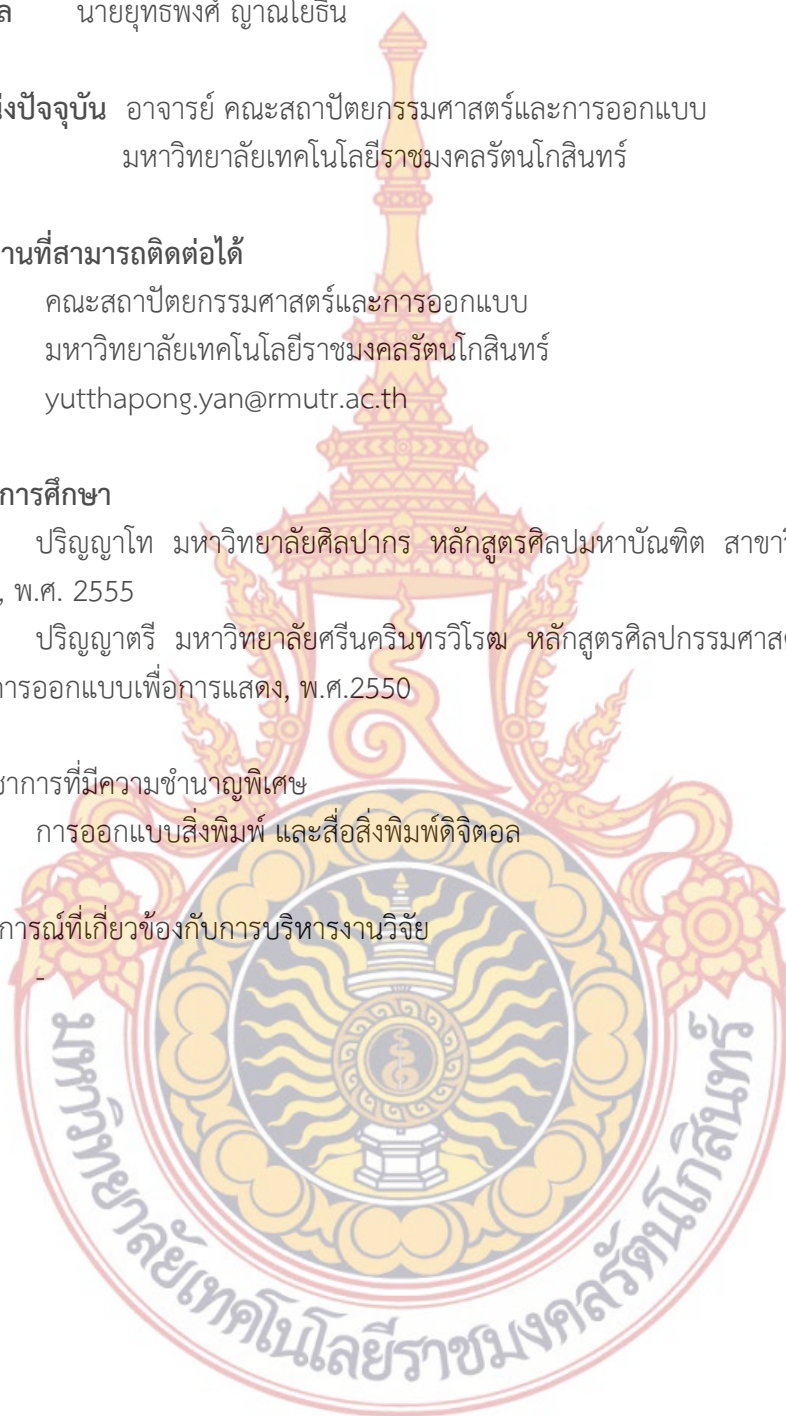 ล นายยุทธพงศ์ ญาณโยธิน
ปัจจุบัน อาจารย์ คณะสถาปัตยกรรมศาสตร์และการออกแบบ
มหาวิทยาลัยเทคโนโลยีราชมงคลรัตนโกสินทร์
านที่สามารถติดต่อได้
คณะสถาปัตยกรรมศาสตร์และการออกแบบ
มหาวิทยาลัยเทคโนโลยีราชมงคลรัตนโกสินทร์
yutthapong.yan@rmutr.ac.th
การศึกษา
ปริญญาโท มหาวิทยาลัยศิลปากร หลักสูตรศิลปมหาบัณฑิต สาขาวิ
, พ.ศ. 2555
ปริญญาตรี มหาวิทยาลัยศรีนครินทรวิโรฒ หลักสูตรศิลปกรรมศาสต
การออกแบบเพื่อการแสดง, พ.ศ.2550
ชาการที่มีความชำนาญพิเศษ
การออกแบบสิ่งพิมพ์ และสื่อสิ่งพิมพ์ดิจิตอล
การณ์ที่เกี่ยวข้องกับการบริหารงานวิจัย
-
มหาวิทยาลัยเทคโนโลยีราชมงคลรัตนโกสินทร์